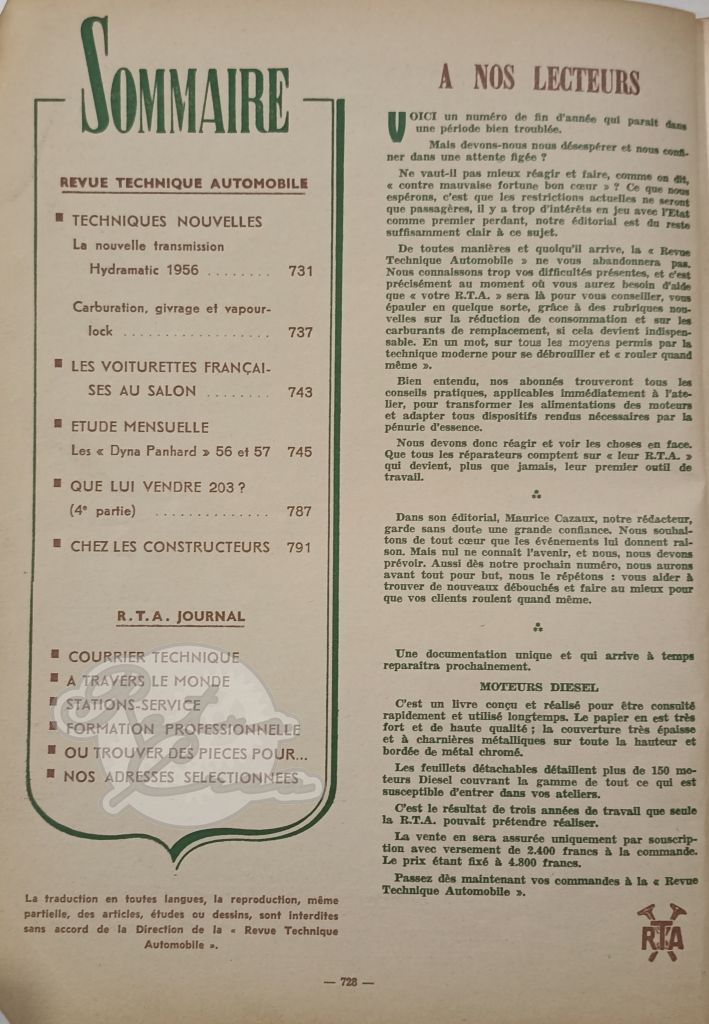 SOMMAIRE
REVUE TECHNIQUE AUTOMOBILE
■ TECHNIQUES NOUVELLES
La nouvelle transmission
Hydramatic 1956 ........ 731
Carburation, givrage et vapour-
lock .................. 737
■ LES VOITURETTES FRANÇAI-
SES AU SALON ........ 743
■ ETUDE MENSUELLE
Les « Dyna Panhard » 56 et 57 745
■ QUE LUI VENDRE 203 ?
(4e partie) .............. 787
■ CHEZ LES CONSTRUCTEURS 791
R.T.A. JOURNAL
■ COURRIER TECHNIQUE
■ A TRAVERS LE MONDE
■ STATIONS-SERVICE
■ FORMATION PROFESSIONNELLE
■ OU TROUVER DES PIECES POUR...
■ NOS ADRESSES SELECTIONNEES
Retro
La traduction en toutes langues, la reproduction, même
partielle, des articles, études ou dessins, sont interdites
sans accord de la Direction de la « Revue Technique
Automobile ».
A NOS LECTEURS
VOICI un numéro de fin d'année qui paraît dans
une période bien troublée.
Mais devons-nous nous désespérer et nous confi-
ner dans une attente figée ?
Ne vaut-il pas mieux réagir et faire, comme on dit,
« contre mauvaise fortune bon cœur » ? Ce que nous
espérons, c'est que les restrictions actuelles ne seront
que passagères, il y a trop d'intérêts en jeu avec l'Etat
comme premier perdant, notre éditorial est du reste
suffisamment clair à ce sujet.
De toutes manières et quoiqu'il arrive, la « Revue
Technique Automobile » ne vous abandonnera pas.
Nous connaissons trop vos difficultés présentes, et c'est
précisément au moment où vous aurez besoin d'aide
que « votre R.T.A. » sera là pour vous conseiller, vous
épauler en quelque sorte, grâce à des rubriques nou-
velles sur la réduction de consommation et sur les
carburants de remplacement, si cela devient indispen-
sable. En un mot, sur tous les moyens permis par la
technique moderne pour se débrouiller et « rouler quand
même ».
Bien entendu, nos abonnés trouveront tous les
conseils pratiques, applicables immédiatement à l'ate-
lier, pour transformer les alimentations des moteurs
et adapter tous dispositifs rendus nécessaires par la
pénurie d'essence.
Nous devons donc réagir et voir les choses en face.
Que tous les réparateurs comptent sur « leur R.T.A. »
qui devient, plus que jamais, leur premier outil de
travail.
Dans son éditorial, Maurice Cazaux, notre rédacteur,
garde sans doute une grande confiance. Nous souhai-
tons de tout cœur que les événements lui donnent rai-
son. Mais nul ne connaît l'avenir, et nous, nous devons
prévoir. Aussi dès notre prochain numéro, nous aurons
avant tout pour but, nous le répétons : vous aider à
trouver de nouveaux débouchés et faire au mieux pour
que vos clients roulent quand même.
Une documentation unique et qui arrive à temps
reparaîtra prochainement.
MOTEURS DIESEL
C'est un livre conçu et réalisé pour être consulté
rapidement et utilisé longtemps. Le papier en est très
fort et de haute qualité ; la couverture très épaisse
et à charnières métalliques sur toute la hauteur et
bordée de métal chromé.
Les feuillets détachables détaillent plus de 150 mo-
teurs Diesel couvrant la gamme de tout ce qui est
susceptible d'entrer dans vos ateliers.
C'est le résultat de trois années de travail que seule
la R.T.A. pouvait prétendre réaliser.
La vente en sera assurée uniquement par souscrip-
tion avec versement de 2.400 francs à la commande.
Le prix étant fixé à 4.800 francs.
Passez dès maintenant vos commandes à la « Revue
Technique Automobile ».
RTA
— 728 —